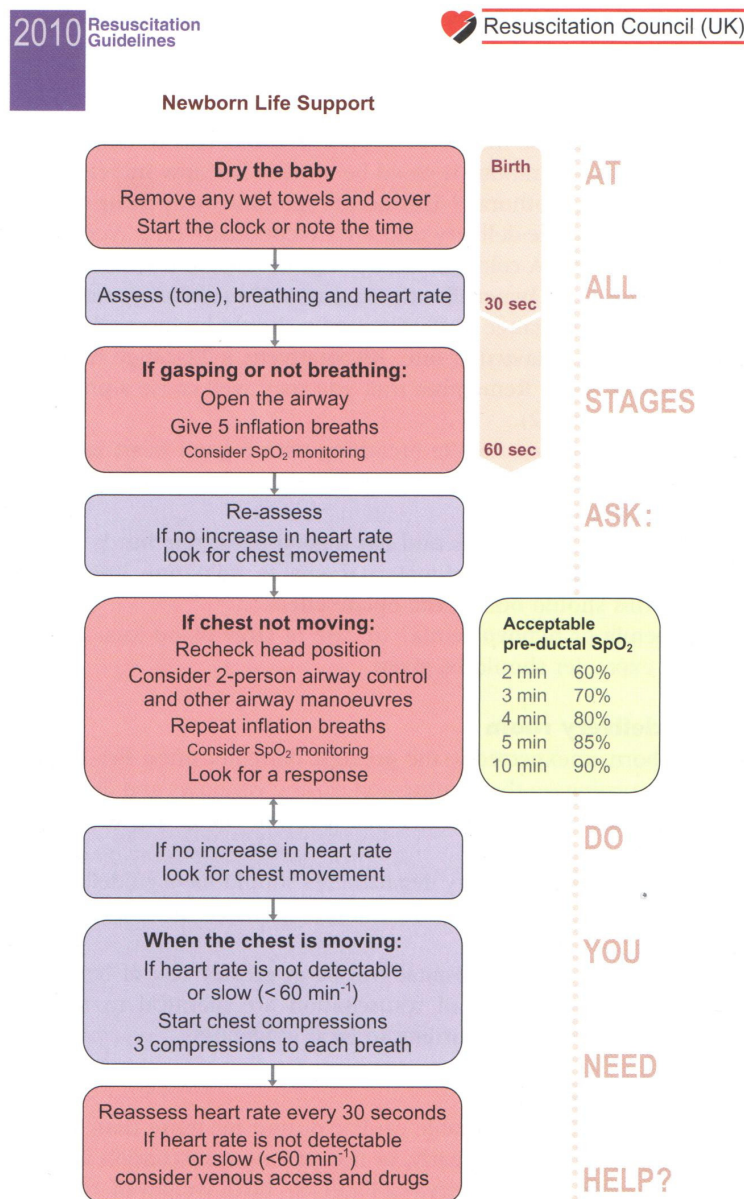 2010 Resuscitation
Guidelines
Resuscitation Council (UK)
Newborn Life Support
Dry the baby
Remove any wet towels and cover
Start the clock or note the time
Birth
AT
Assess (tone), breathing and heart rate
30 sec
ALL
If gasping or not breathing:
Open the airway
Give 5 inflation breaths
Consider SpO₂ monitoring
60 sec
STAGES
Re-assess
If no increase in heart rate
look for chest movement
ASK:
If chest not moving:
Recheck head position
Consider 2-person airway control
and other airway manoeuvres
Repeat inflation breaths
Consider SpO₂ monitoring
Look for a response
Acceptable
pre-ductal SpO₂
2 min 60%
3 min 70%
4 min 80%
5 min 85%
10 min 90%
If no increase in heart rate
look for chest movement
DO
When the chest is moving:
If heart rate is not detectable
or slow (< 60 min⁻¹)
Start chest compressions
3 compressions to each breath
YOU
NEED
Reassess heart rate every 30 seconds
If heart rate is not detectable
or slow (<60 min⁻¹)
consider venous access and drugs
HELP?